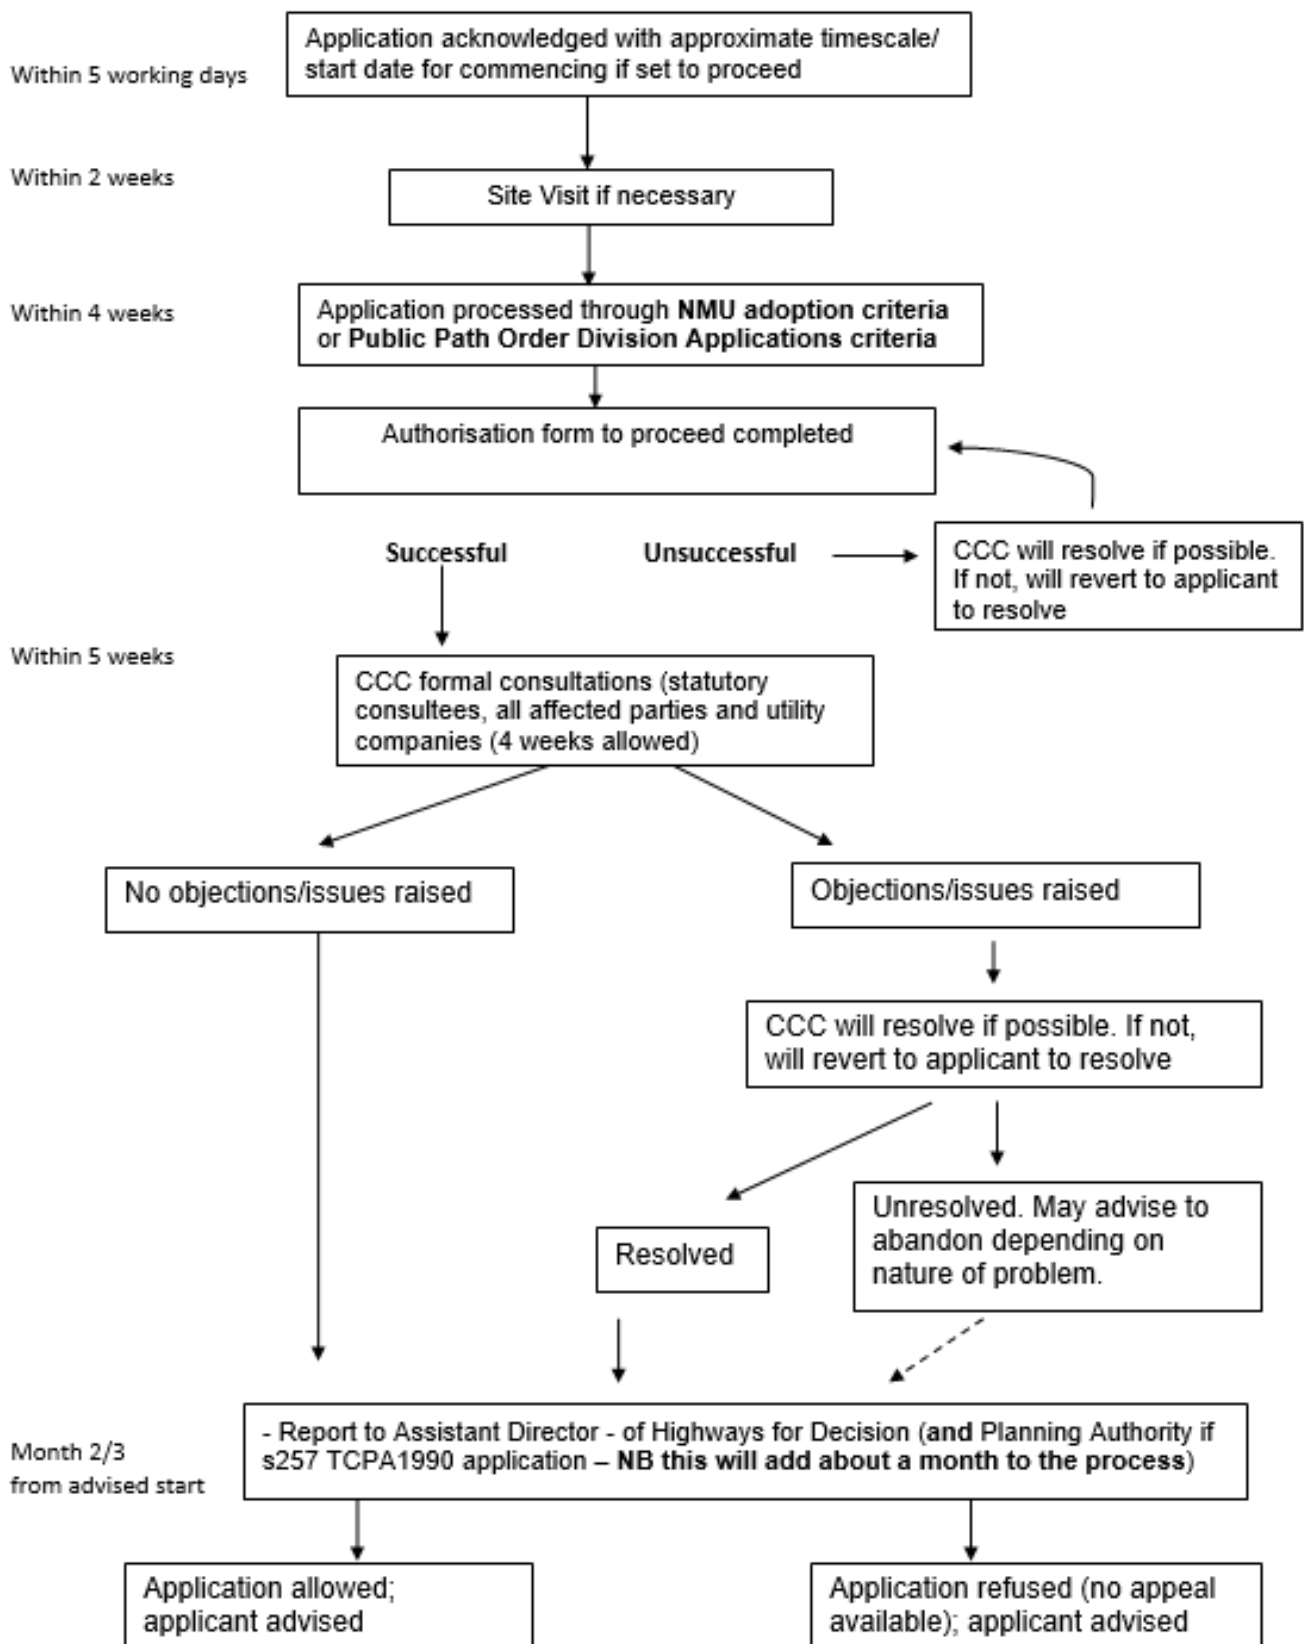 Application acknowledged with approximate timescale/
start date for commencing if set to proceed
Within 5 working days
Within 2 weeks
Site Visit if necessary
Within 4 weeks
Application processed through NMU adoption criteria
or Public Path Order Division Applications criteria
Authorisation form to proceed completed
Successful
Unsuccessful
CCC will resolve if possible.
If not, will revert to applicant
to resolve
Within 5 weeks
CCC formal consultations (statutory
consultees, all affected parties and utility
companies (4 weeks allowed)
No objections/issues raised
Objections/issues raised
CCC will resolve if possible. If not,
will revert to applicant to resolve
Resolved
Unresolved. May advise to
abandon depending on
nature of problem.
Month 2/3
from advised start
- Report to Assistant Director - of Highways for Decision (and Planning Authority if
s257 TCPA1990 application – NB this will add about a month to the process)
Application allowed;
applicant advised
Application refused (no appeal
available); applicant advised